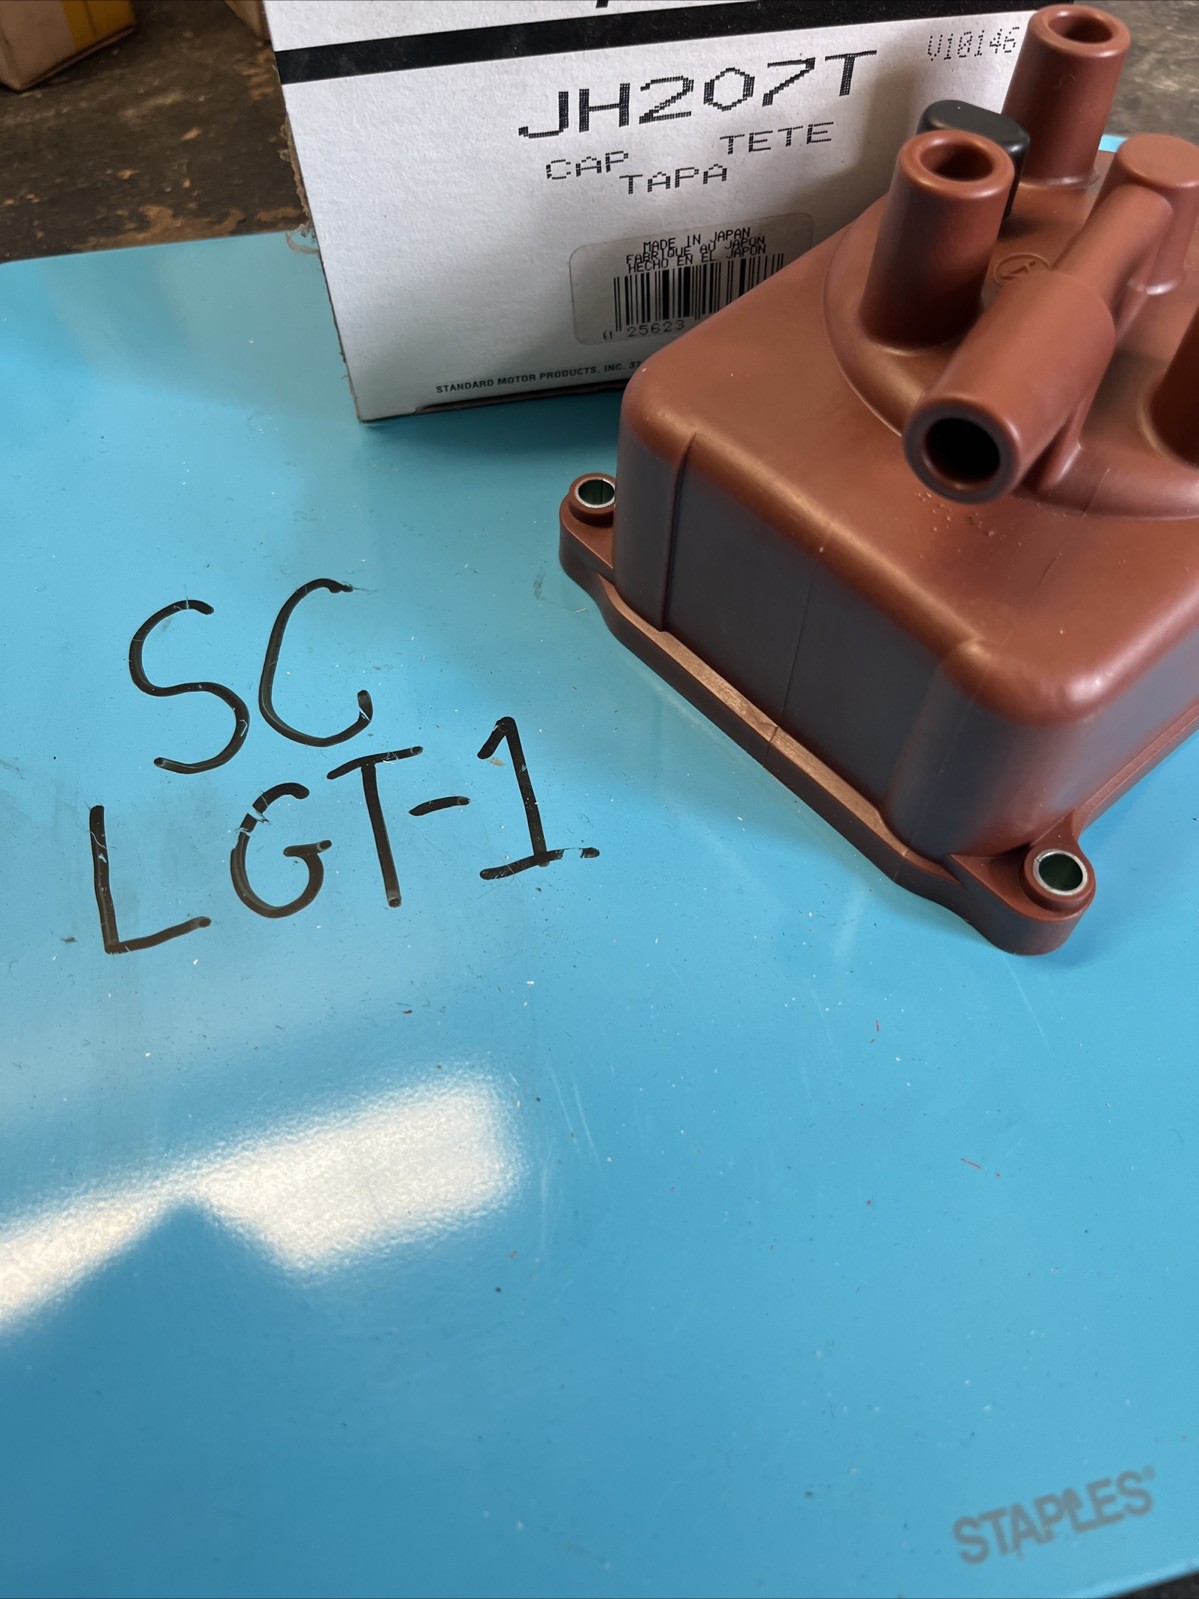 JH207T
V10146
CAP
TETE
TAPA
MADE IN JAPAN
FABRIQUE AU JAPON
HECHO EN EL JAPON
25623
STANDARD MOTOR PRODUCTS, INC.
SC
LGT-1
STAPLES®